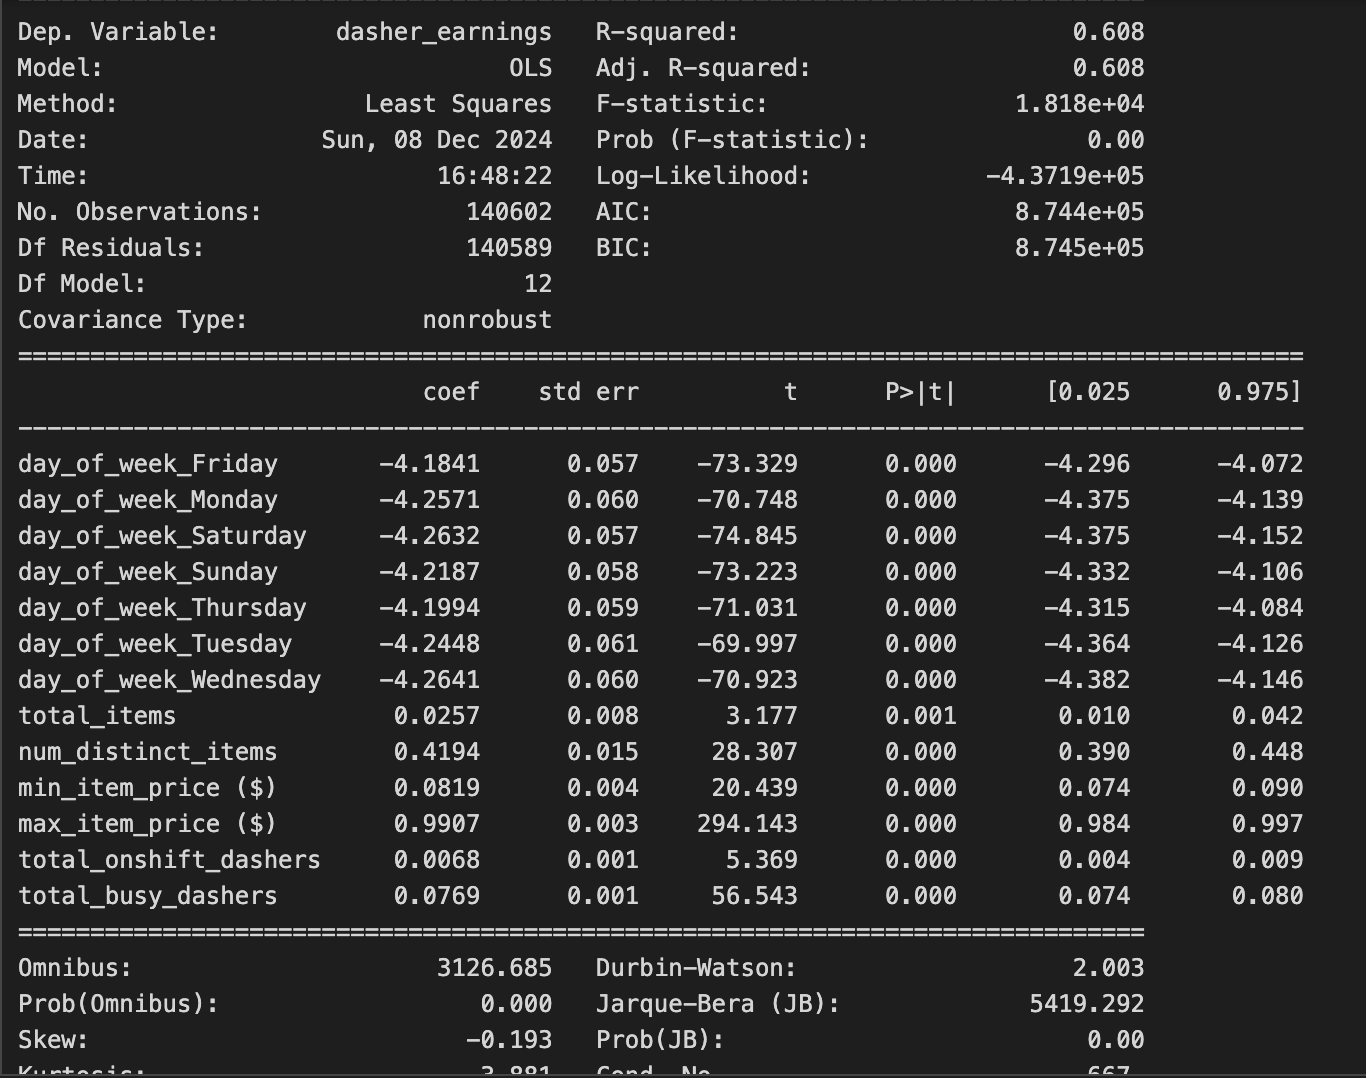 Dep. Variable: dasher_earnings R-squared: 0.608
Model: OLS Adj. R-squared: 0.608
Method: Least Squares F-statistic: 1.818e+04
Date: Sun, 08 Dec 2024 Prob (F-statistic): 0.00
Time: 16:48:22 Log-Likelihood: -4.3719e+05
No. Observations: 140602 AIC: 8.744e+05
Df Residuals: 140589 BIC: 8.745e+05
Df Model: 12
Covariance Type: nonrobust
=========================================================================================
coef std err t P>|t| [0.025 0.975]
-----------------------------------------------------------------------------------------
day_of_week_Friday -4.1841 0.057 -73.329 0.000 -4.296 -4.072
day_of_week_Monday -4.2571 0.060 -70.748 0.000 -4.375 -4.139
day_of_week_Saturday -4.2632 0.057 -74.845 0.000 -4.375 -4.152
day_of_week_Sunday -4.2187 0.058 -73.223 0.000 -4.332 -4.106
day_of_week_Thursday -4.1994 0.059 -71.031 0.000 -4.315 -4.084
day_of_week_Tuesday -4.2448 0.061 -69.997 0.000 -4.364 -4.126
day_of_week_Wednesday -4.2641 0.060 -70.923 0.000 -4.382 -4.146
total_items 0.0257 0.008 3.177 0.001 0.010 0.042
num_distinct_items 0.4194 0.015 28.307 0.000 0.390 0.448
min_item_price ($) 0.0819 0.004 20.439 0.000 0.074 0.090
max_item_price ($) 0.9907 0.003 294.143 0.000 0.984 0.997
total_onshift_dashers 0.0068 0.001 5.369 0.000 0.004 0.009
total_busy_dashers 0.0769 0.001 56.543 0.000 0.074 0.080
==============================================================================
Omnibus: 3126.685 Durbin-Watson: 2.003
Prob(Omnibus): 0.000 Jarque-Bera (JB): 5419.292
Skew: -0.193 Prob(JB): 0.00
Kurtosis: 3.881 Cond. No. 667.